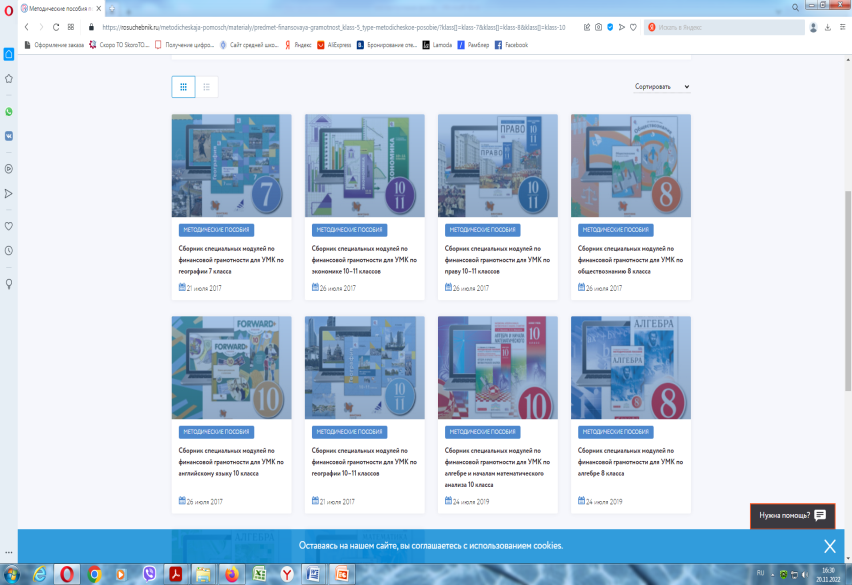 Методические пособия п
https://rosuchebnik.ru/metodicheskaja-pomosch/materialy/predmet-finansovaya-gramotnost_klass-5_type-metodicheskoe-posobie/?klass[]=klass-7&klass[]=klass-8&klass[]=klass-10
Искать в Яндекс
Оформление заказа
Скоро ТО SkoroTO...
Получение цифро...
Сайт средней шко...
Яндекс
AliExpress
Бронирование оте...
Lamoda
Рамблер
Facebook
Сортировать
7
10
11
ПРАВО
10
11
ПРАВО
10
11
8
МЕТОДИЧЕСКИЕ ПОСОБИЯ
Сборник специальных модулей по
финансовой грамотности для УМК по
географии 7 класса
21 июля 2017
МЕТОДИЧЕСКИЕ ПОСОБИЯ
Сборник специальных модулей по
финансовой грамотности для УМК по
экономике 10–11 классов
26 июля 2017
МЕТОДИЧЕСКИЕ ПОСОБИЯ
Сборник специальных модулей по
финансовой грамотности для УМК по
праву 10–11 классов
26 июля 2017
МЕТОДИЧЕСКИЕ ПОСОБИЯ
Сборник специальных модулей по
финансовой грамотности для УМК по
обществознанию 8 класса
26 июля 2017
FORWARD
FORWARD
10
10
11
10
10
10
АЛГЕБРА
АЛГЕБРА
8
8
МЕТОДИЧЕСКИЕ ПОСОБИЯ
Сборник специальных модулей по
финансовой грамотности для УМК по
английскому языку 10 класса
26 июля 2017
МЕТОДИЧЕСКИЕ ПОСОБИЯ
Сборник специальных модулей по
финансовой грамотности для УМК по
географии 10–11 классов
21 июля 2017
МЕТОДИЧЕСКИЕ ПОСОБИЯ
Сборник специальных модулей по
финансовой грамотности для УМК по
алгебре и началам математического
анализа 10 класса
24 июля 2019
МЕТОДИЧЕСКИЕ ПОСОБИЯ
Сборник специальных модулей по
финансовой грамотности для УМК по
алгебре 8 класса
24 июля 2019
Нужна помощь?
Оставаясь на нашем сайте, вы соглашаетесь с использованием cookies.
RU
16:30
20.11.2022